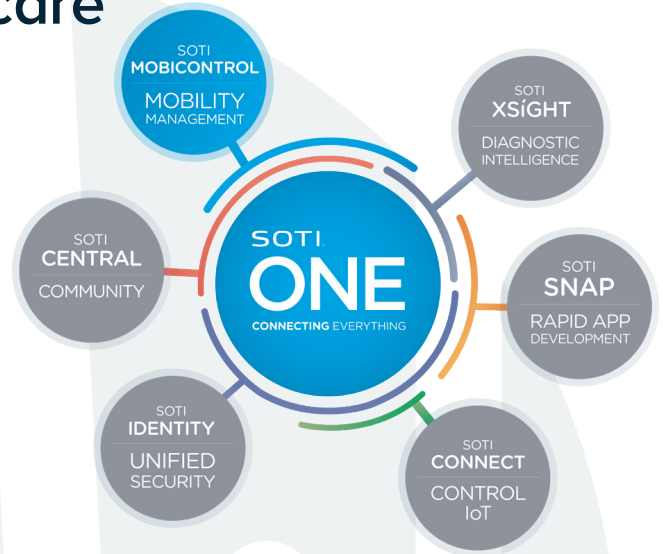 care
SOTI
MOBICONTROL
MOBILITY
MANAGEMENT
SOTI
XSíGHT
DIAGNOSTIC
INTELLIGENCE
SOTI
CENTRAL
COMMUNITY
SOTI
ONE
CONNECTING EVERYTHING
SOTI
SNAP
RAPID APP
DEVELOPMENT
SOTI
IDENTITY
UNIFIED
SECURITY
SOTI
CONNECT
CONTROL
IoT